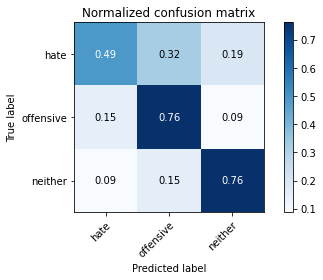 Normalized confusion matrix
True label
hate 0.49 0.32 0.19
offensive 0.15 0.76 0.09
neither 0.09 0.15 0.76
hate offensive neither
Predicted label
0.7
0.6
0.5
0.4
0.3
0.2
0.1